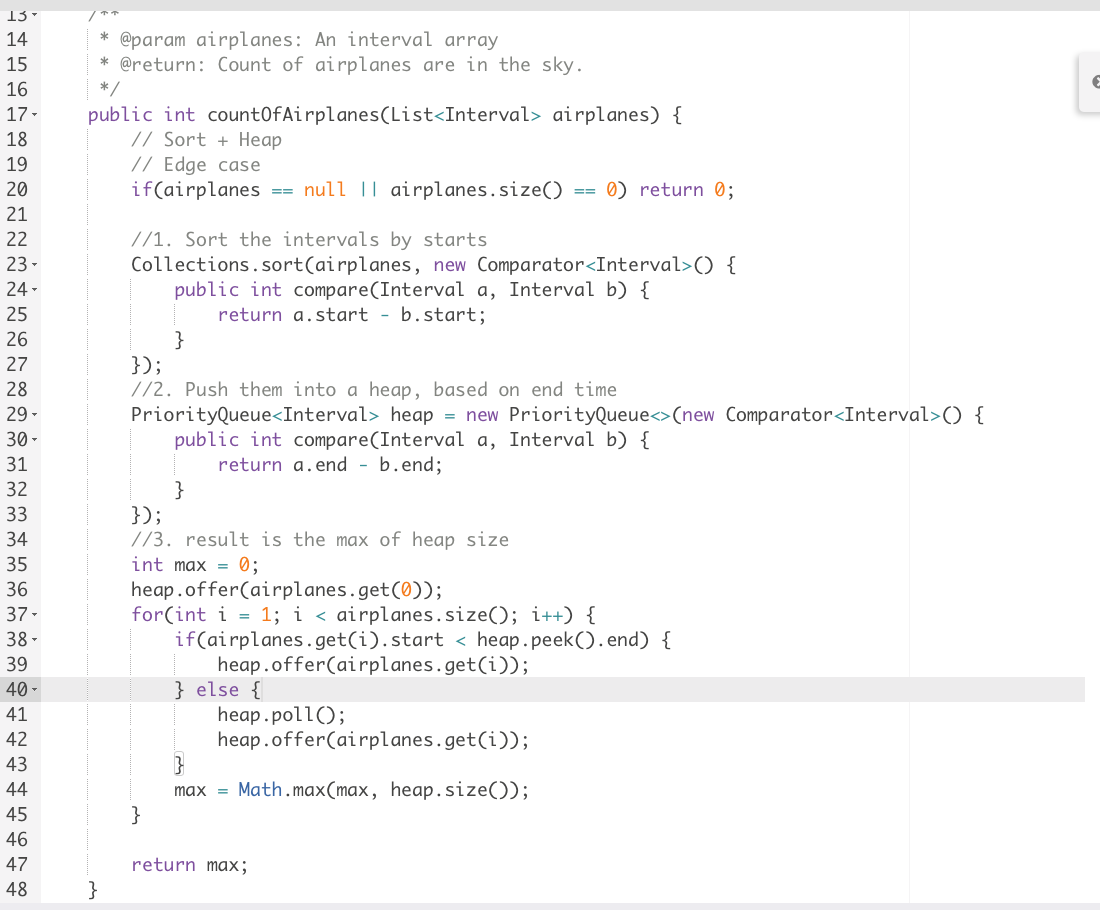 13    /**
14     * @param airplanes: An interval array
15     * @return: Count of airplanes are in the sky.
16     */
17    public int countOfAirplanes(List<Interval> airplanes) {
18        // Sort + Heap
19        // Edge case
20        if(airplanes == null || airplanes.size() == 0) return 0;
21
22        //1. Sort the intervals by starts
23        Collections.sort(airplanes, new Comparator<Interval>() {
24            public int compare(Interval a, Interval b) {
25                return a.start - b.start;
26            }
27        });
28        //2. Push them into a heap, based on end time
29        PriorityQueue<Interval> heap = new PriorityQueue<>(new Comparator<Interval>() {
30            public int compare(Interval a, Interval b) {
31                return a.end - b.end;
32            }
33        });
34        //3. result is the max of heap size
35        int max = 0;
36        heap.offer(airplanes.get(0));
37        for(int i = 1; i < airplanes.size(); i++) {
38            if(airplanes.get(i).start < heap.peek().end) {
39                heap.offer(airplanes.get(i));
40            } else {
41                heap.poll();
42                heap.offer(airplanes.get(i));
43            }
44            max = Math.max(max, heap.size());
45        }
46
47        return max;
48    }